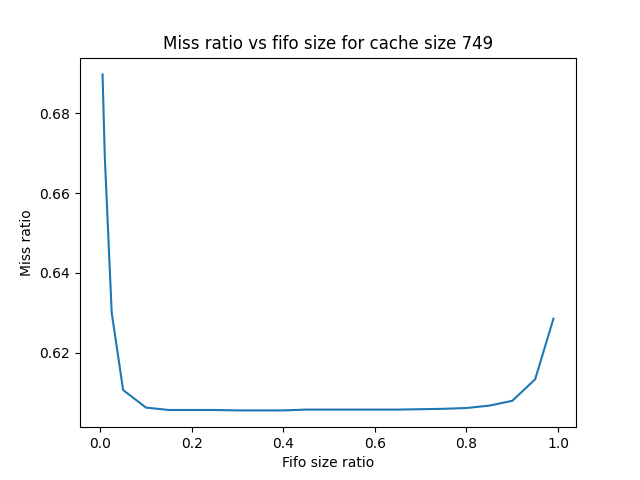 Miss ratio vs fifo size for cache size 749
0.68
0.66
0.64
0.62
Miss ratio
0.0 0.2 0.4 0.6 0.8 1.0
Fifo size ratio